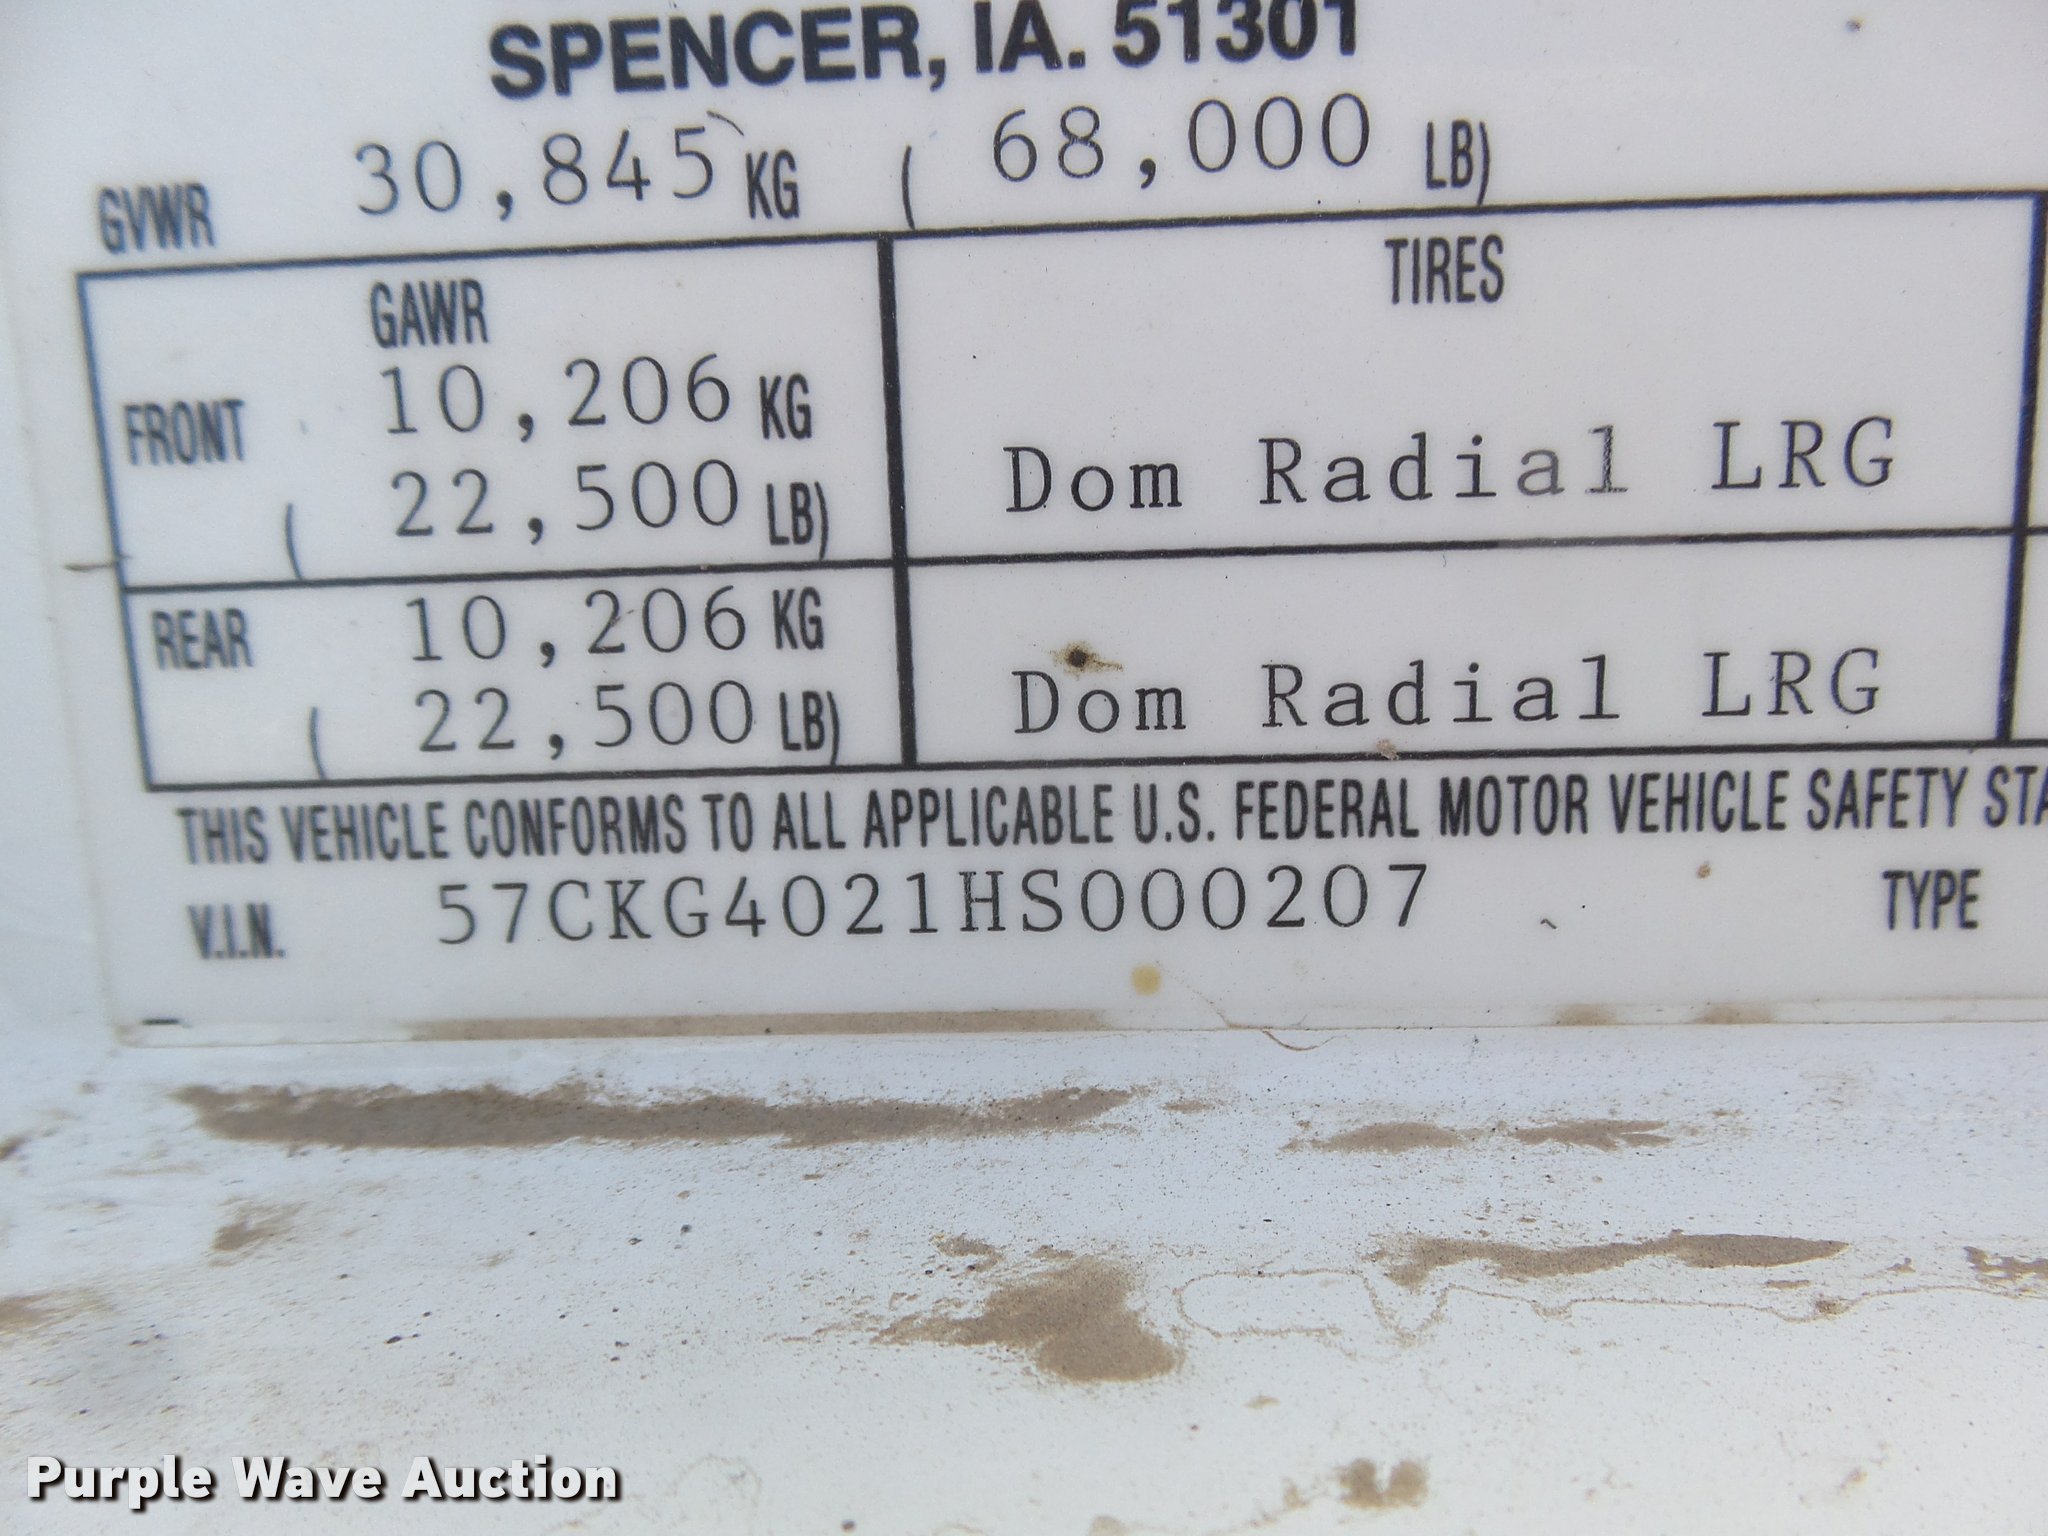 SPENCER, IA. 51301
GVWR 30,845 KG ( 68,000 LB)
GAWR TIRES
FRONT 10,206 KG
( 22,500 LB) Dom Radial LRG
REAR 10,206 KG
( 22,500 LB) Dom Radial LRG
THIS VEHICLE CONFORMS TO ALL APPLICABLE U.S. FEDERAL MOTOR VEHICLE SAFETY STA
V.I.N. 57CKG4021HS000207 TYPE
Purple Wave Auction